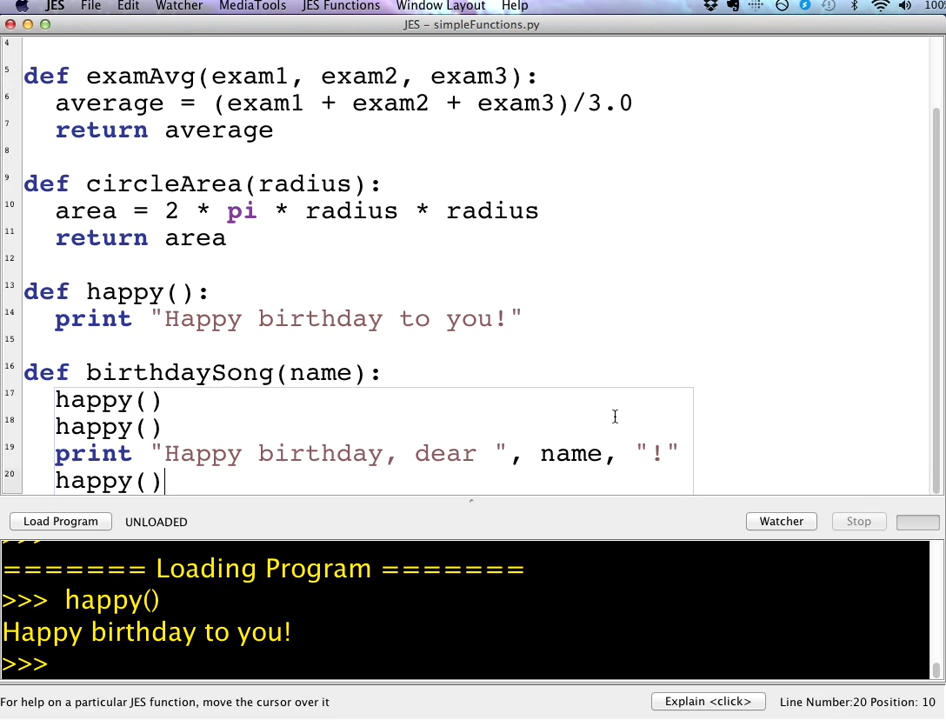 JES File Edit Watcher MediaTools JES Functions Window Layout Help 100%
JES - simpleFunctions.py
4
5 def examAvg(exam1, exam2, exam3):
6 average = (exam1 + exam2 + exam3)/3.0
7 return average
8
9 def circleArea(radius):
10 area = 2 * pi * radius * radius
11 return area
12
13 def happy():
14 print "Happy birthday to you!"
15
16 def birthdaySong(name):
17 happy()
18 happy()
19 print "Happy birthday, dear ", name, "!"
20 happy()
Load Program UNLOADED Watcher Stop
>>>
======= Loading Program =======
>>> happy()
Happy birthday to you!
>>>
For help on a particular JES function, move the cursor over it Explain <click> Line Number:20 Position: 10